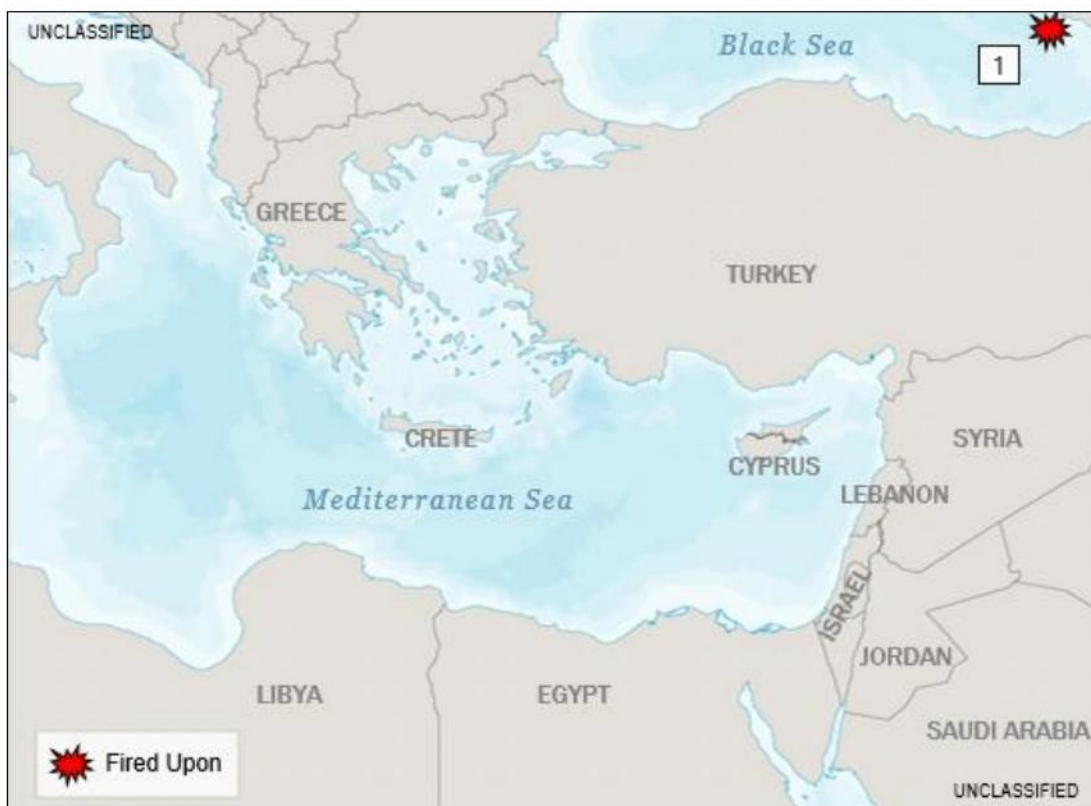 UNCLASSIFIED
Black Sea
1
GREECE
TURKEY
CRETE
CYPRUS
SYRIA
LEBANON
Mediterranean Sea
ISRAEL
JORDAN
LIBYA
EGYPT
SAUDI ARABIA
Fired Upon
UNCLASSIFIED